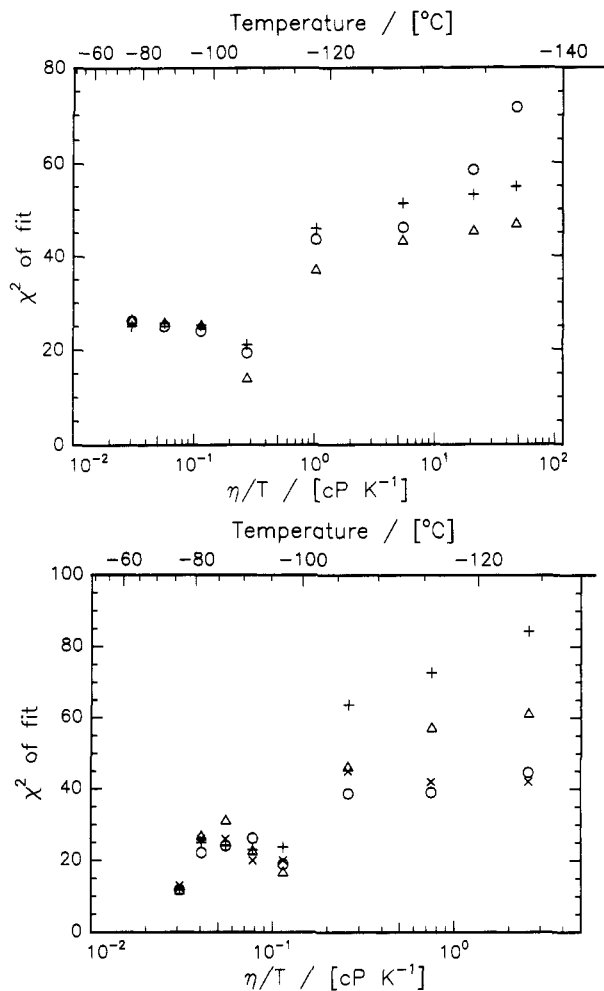 Temperature / [°C]
−60 −80 −100 −120 −140
80
60
40
20
0
χ² of fit
10⁻² 10⁻¹ 10⁰ 10¹ 10²
η/T / [cP K⁻¹]
Temperature / [°C]
−60 −80 −100 −120
100
80
60
40
20
0
χ² of fit
10⁻² 10⁻¹ 10⁰
η/T / [cP K⁻¹]